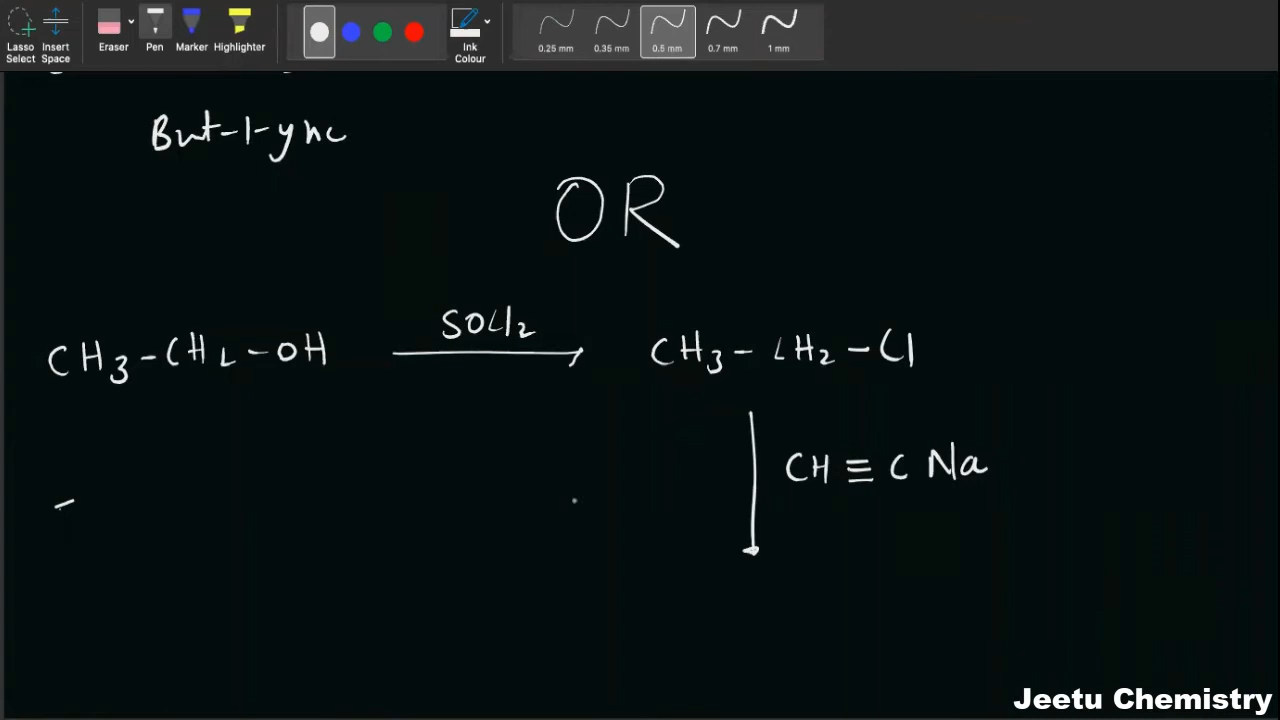 Lasso Select
Insert Space
Eraser
Pen
Marker
Highlighter
Ink Colour
0.25 mm
0.35 mm
0.5 mm
0.7 mm
1 mm
But-1-yne
OR
CH3-CH2-OH SOCl2 CH3-CH2-Cl
CH≡C Na
Jeetu Chemistry